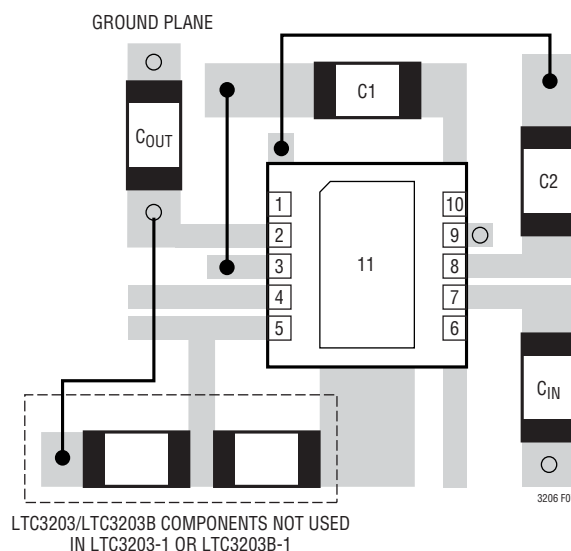 GROUND PLANE
C1
COUT
C2
1
10
2
9
3
11
8
4
7
5
6
CIN
3206 F0
LTC3203/LTC3203B COMPONENTS NOT USED
IN LTC3203-1 OR LTC3203B-1